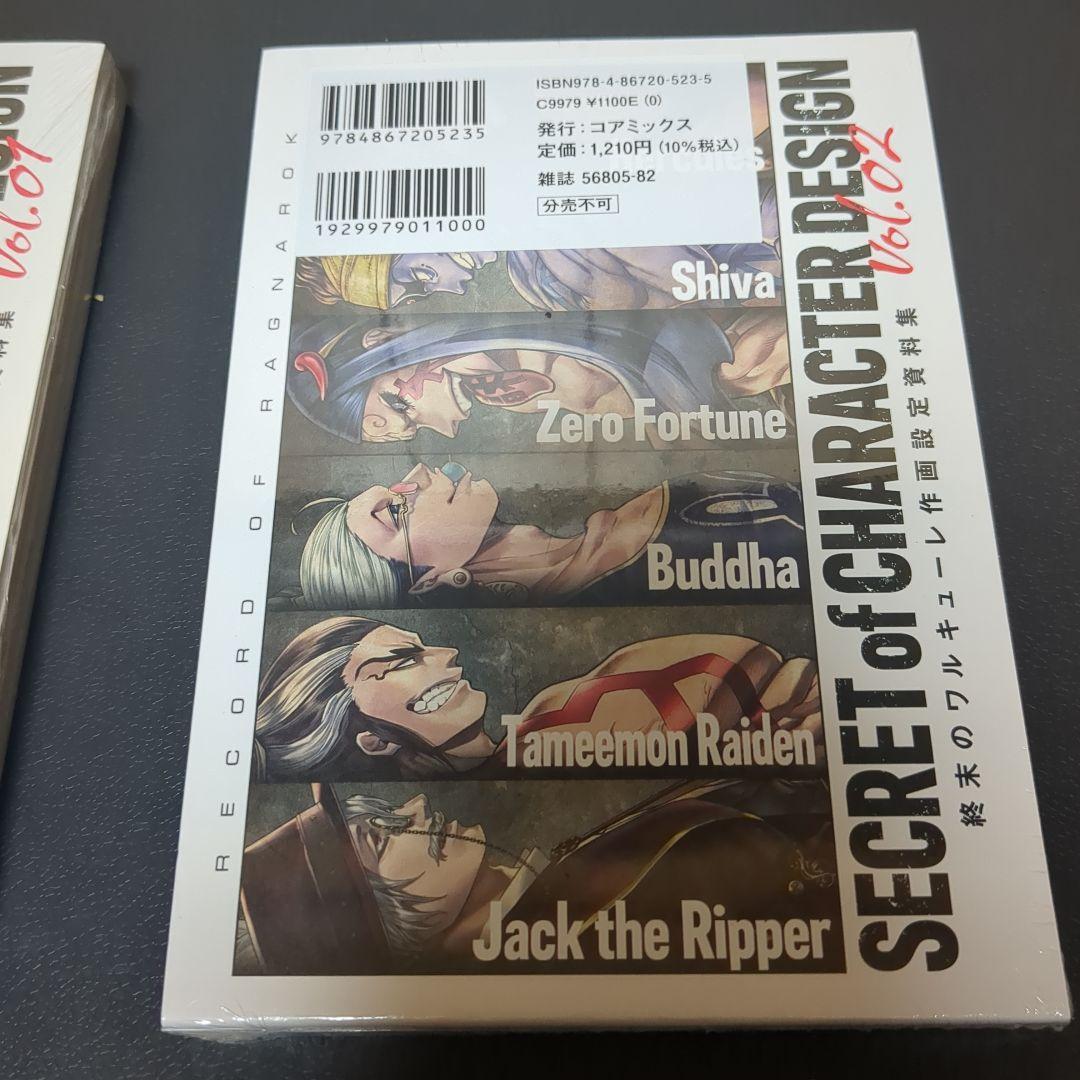 Vol.01
ISBN978-4-86720-523-5
C9979 ¥1100E (0)
発行:コアミックス
定価:1,210円(10%税込)
雑誌 56805-82
分売不可
9784867205235
1929979011000
RECORD OF RAGNAROK
Hercules
Shiva
Zero Fortune
Buddha
Tameemon Raiden
Jack the Ripper
SECRET of CHARACTER DESIGN
Vol.02
終末のワルキューレ作画設定資料集